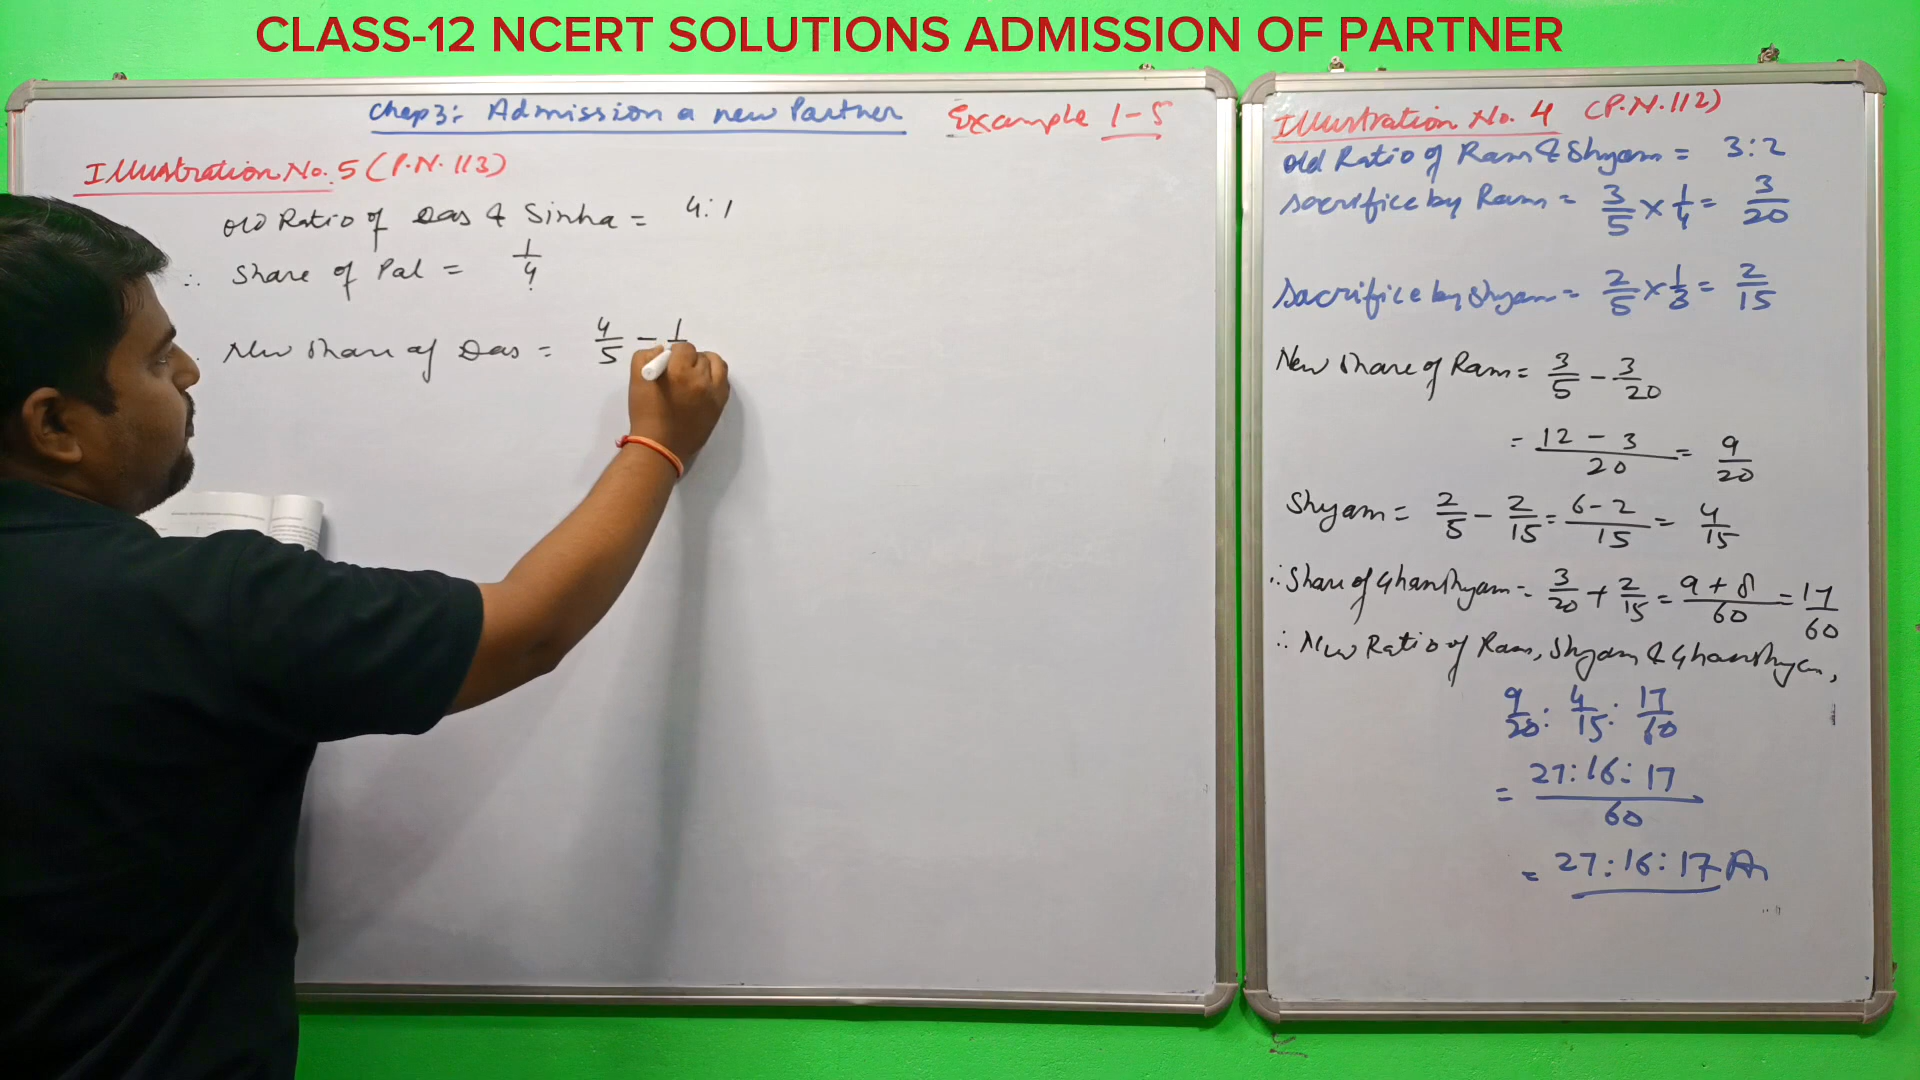 CLASS-12 NCERT SOLUTIONS ADMISSION OF PARTNER
Chap3:- Admission a new Partner Example 1-5
Illustration No. 5 (P.N. 113)
Old Ratio of Das & Sinha = 4:1
∴ Share of Pal = 1/4
New Share of Das = 4/5 - 1
Illustration No. 4 (P.N. 112)
Old Ratio of Ram & Shyam = 3:2
Sacrifice by Ram = 3/5 × 1/4 = 3/20
Sacrifice by Shyam = 2/5 × 1/3 = 2/15
New Share of Ram = 3/5 - 3/20
= 12 - 3/20 = 9/20
Shyam = 2/5 - 2/15 = 6-2/15 = 4/15
∴ Share of Ghanshyam = 3/20 + 2/15 = 9+8/60 = 17/60
∴ New Ratio of Ram, Shyam & Ghanshyam,
9/20 : 4/15 : 17/60
= 27:16:17/60
= 27:16:17